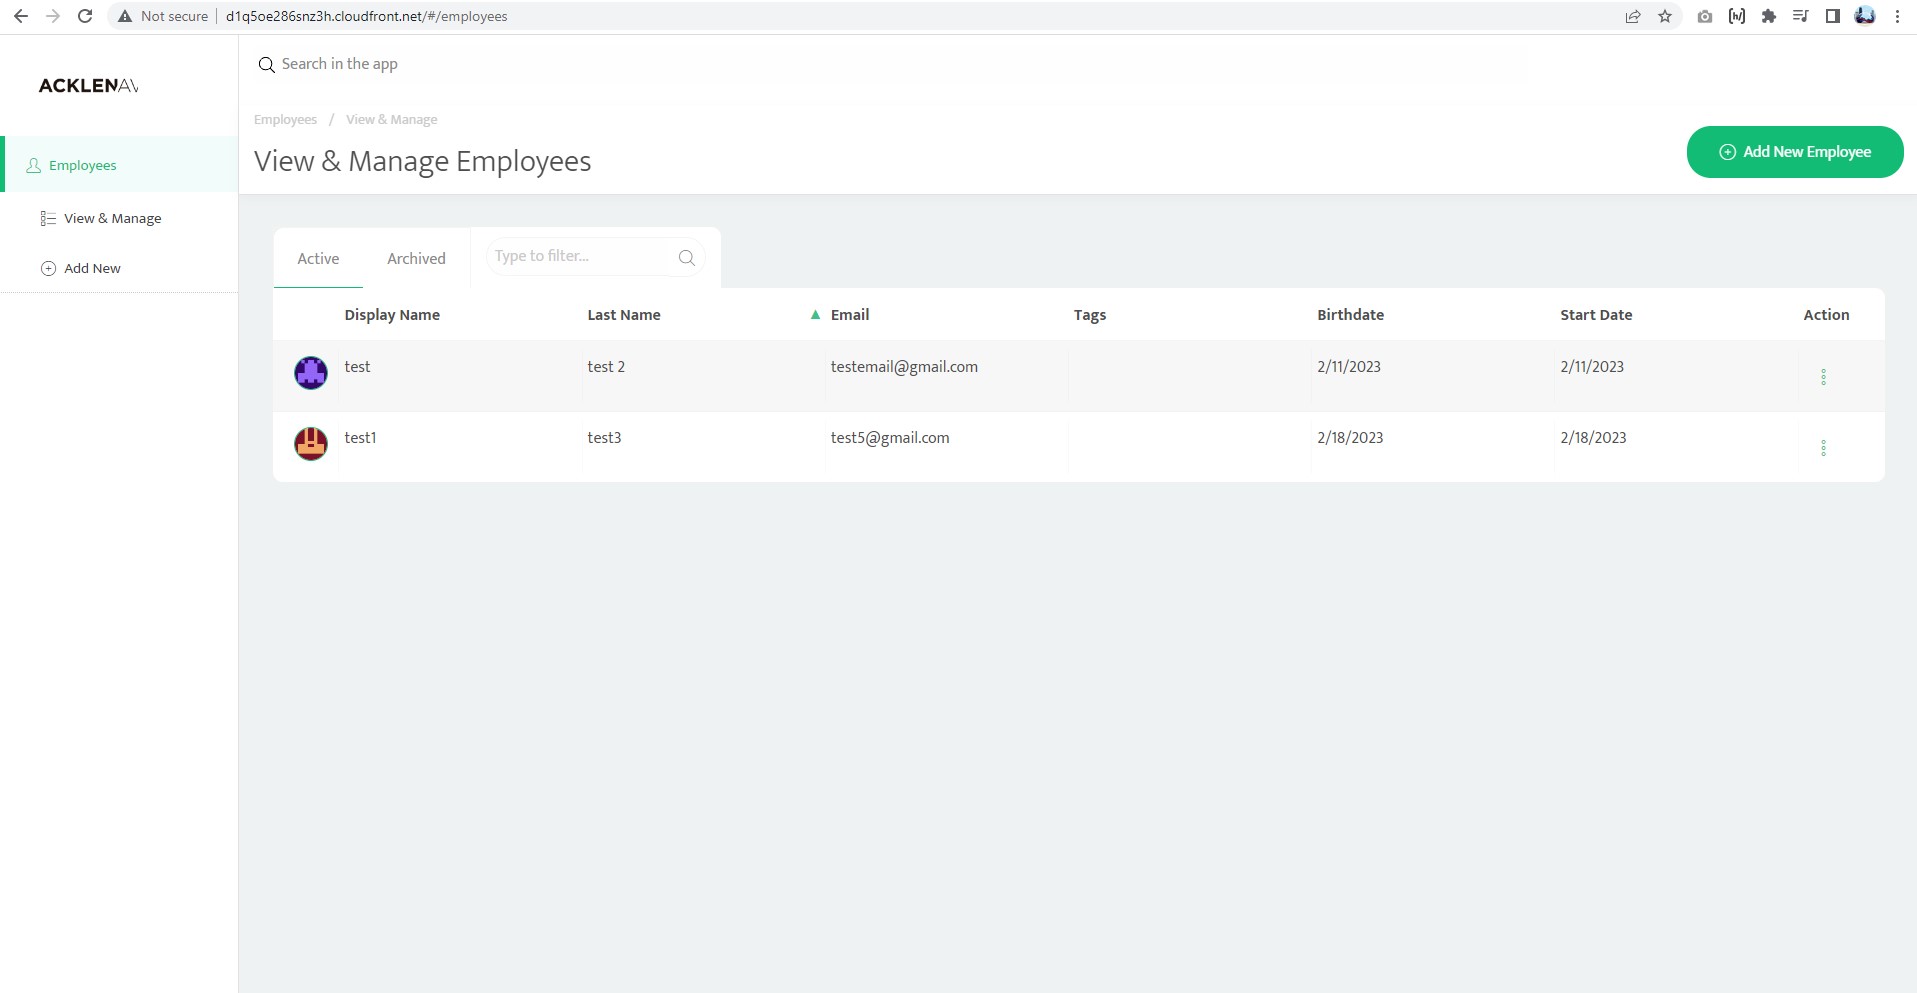 Not secure | d1q5oe286snz3h.cloudfront.net/#/employees
ACKLENAV
Search in the app
Employees / View & Manage
View & Manage Employees
Add New Employee
Employees
View & Manage
Add New
Active Archived Type to filter...
Display Name Last Name ▲ Email Tags Birthdate Start Date Action
test test 2 testemail@gmail.com 2/11/2023 2/11/2023
test1 test3 test5@gmail.com 2/18/2023 2/18/2023